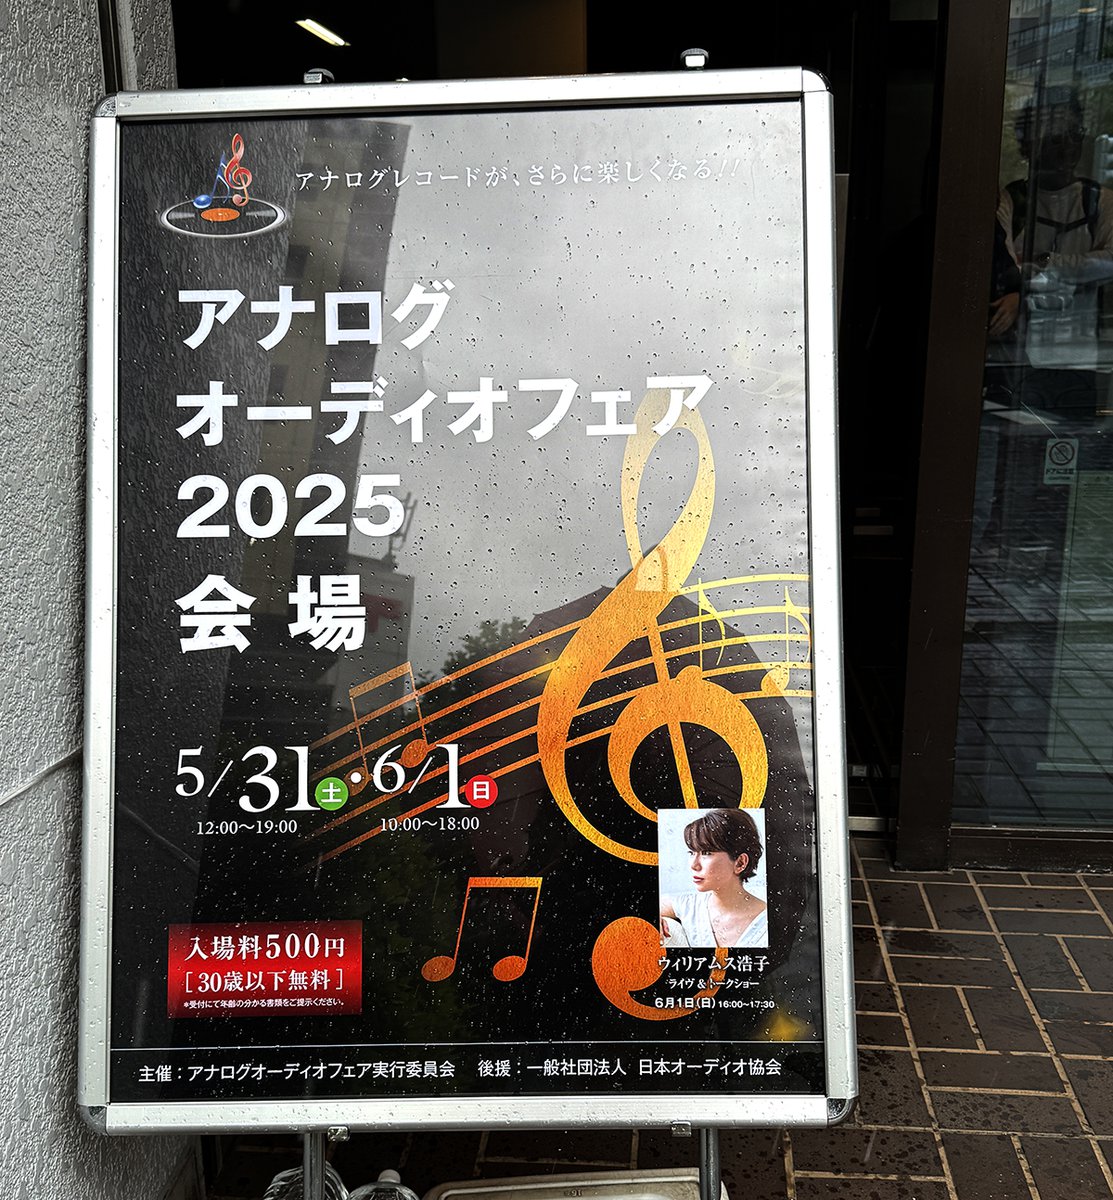 アナログレコードが、さらに楽しくなる!!
アナログ
オーディオフェア
2025
会場
5/31土・6/1日
12:00〜19:00 10:00〜18:00
入場料500円
[30歳以下無料]
*受付にて年齢の分かる書類をご提示ください。
ウィリアムス浩子
ライヴ&トークショー
6月1日(日)16:00〜17:30
主催:アナログオーディオフェア実行委員会 後援:一般社団法人 日本オーディオ協会
ドアに注意